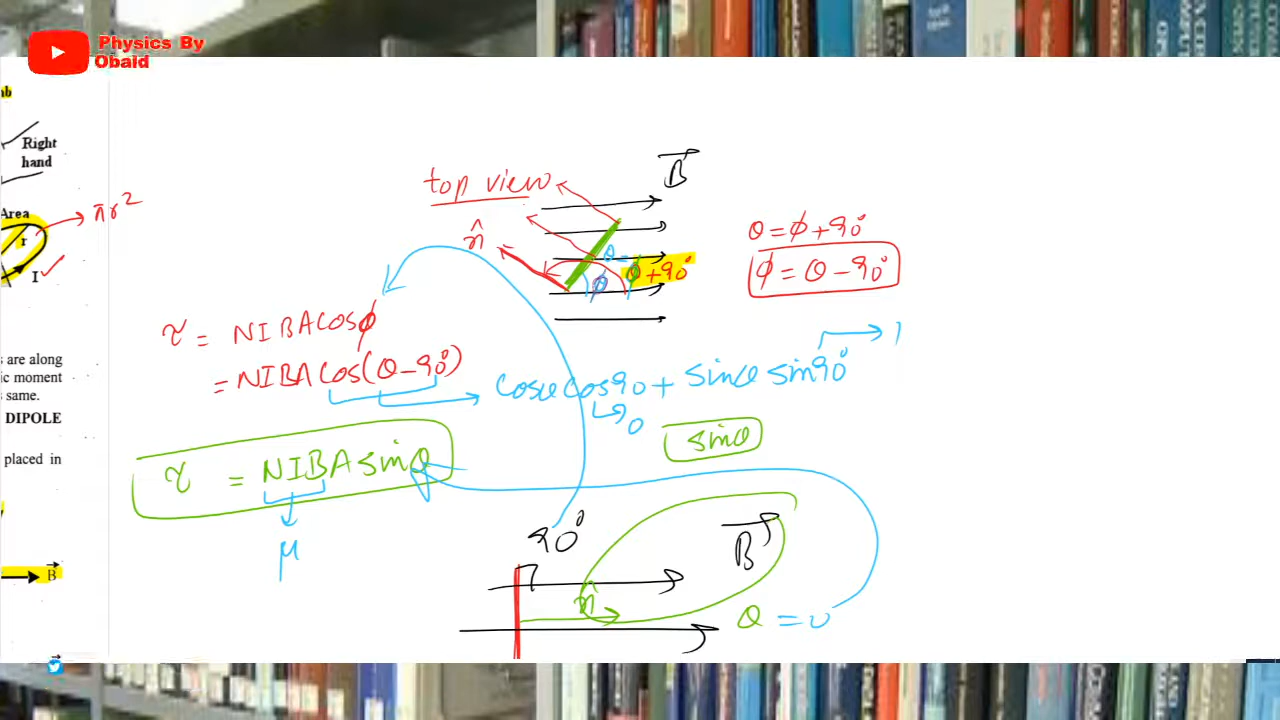 Physics By
Obaid
Right
hand
Area
πr²
r
I
s are along
ic moment
s same.
DIPOLE
placed in
B⃗
top view
B⃗
n̂
θ =
ϕ+90°
ϕ
θ = ϕ+90°
ϕ = θ-90°
τ = NIBA cosϕ
= NIBA cos(θ-90°)
cosθ cos90 + sinθ sin90°
1
0
sinθ
τ = NIBA sinθ
μ
90°
B⃗
n̂
θ = 0